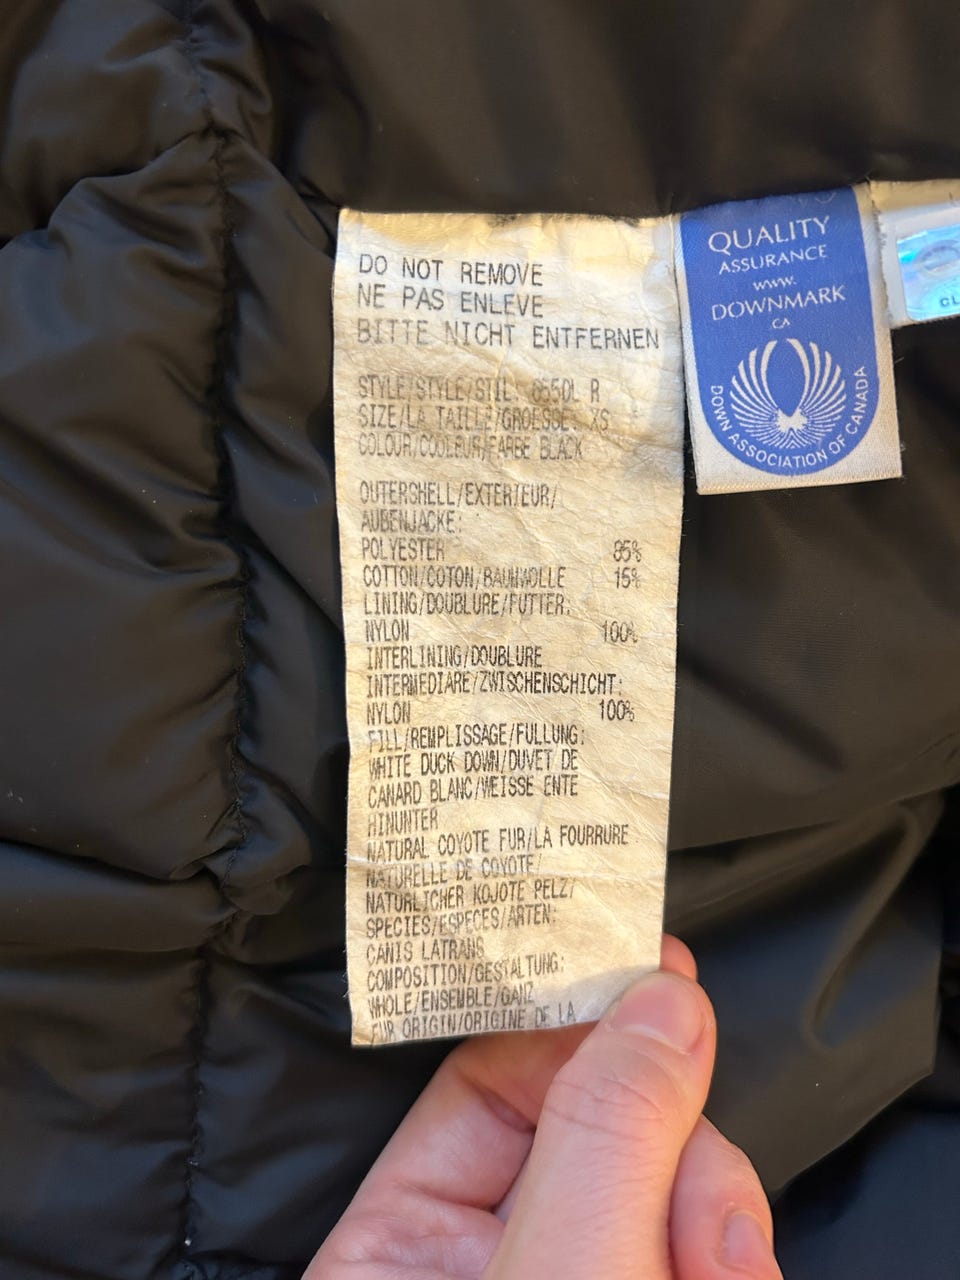 DO NOT REMOVE
NE PAS ENLEVE
BITTE NICHT ENTFERNEN
STYLE/STYLE/STIL: 8550L R
SIZE/LA TAILLE/GROESSE: XS
COLOUR/COULEUR/FARBE BLACK
OUTERSHELL/EXTERIEUR/
AUBENJACKE:
POLYESTER 85%
COTTON/COTON/BAUMWOLLE 15%
LINING/DOUBLURE/FUTTER:
NYLON 100%
INTERLINING/DOUBLURE
INTERMEDIARE/ZWISCHENSCHICHT:
NYLON 100%
FILL/REMPLISSAGE/FULLUNG:
WHITE DUCK DOWN/DUVET DE
CANARD BLANC/WEISSE ENTE
HINUNTER
NATURAL COYOTE FUR/LA FOURRURE
NATURELLE DE COYOTE/
NATURLICHER KOJOTE PELZ/
SPECIES/ESPECES/ARTEN:
CANIS LATRANS
COMPOSITION/GESTALTUNG:
WHOLE/ENSEMBLE/GANZ
FUR ORIGIN/ORIGINE DE LA
QUALITY
ASSURANCE
www.
DOWNMARK
CA
DOWN ASSOCIATION OF CANADA